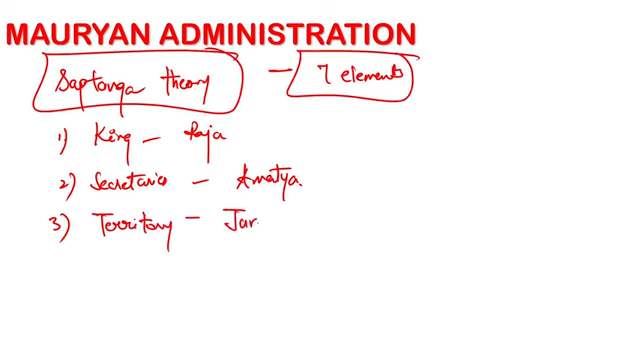 MAURYAN ADMINISTRATION
Saptanga theory — 7 elements
1) King — Raja
2) Secretaries — Amatya
3) Territory — Jan